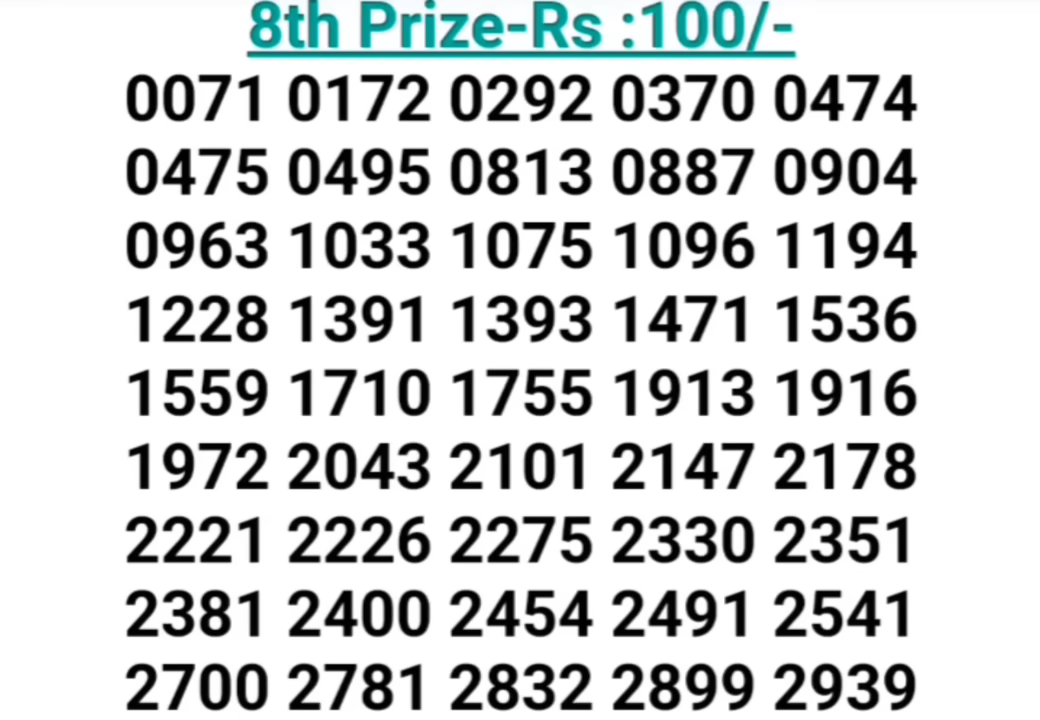 8th Prize-Rs :100/-
0071 0172 0292 0370 0474
0475 0495 0813 0887 0904
0963 1033 1075 1096 1194
1228 1391 1393 1471 1536
1559 1710 1755 1913 1916
1972 2043 2101 2147 2178
2221 2226 2275 2330 2351
2381 2400 2454 2491 2541
2700 2781 2832 2899 2939